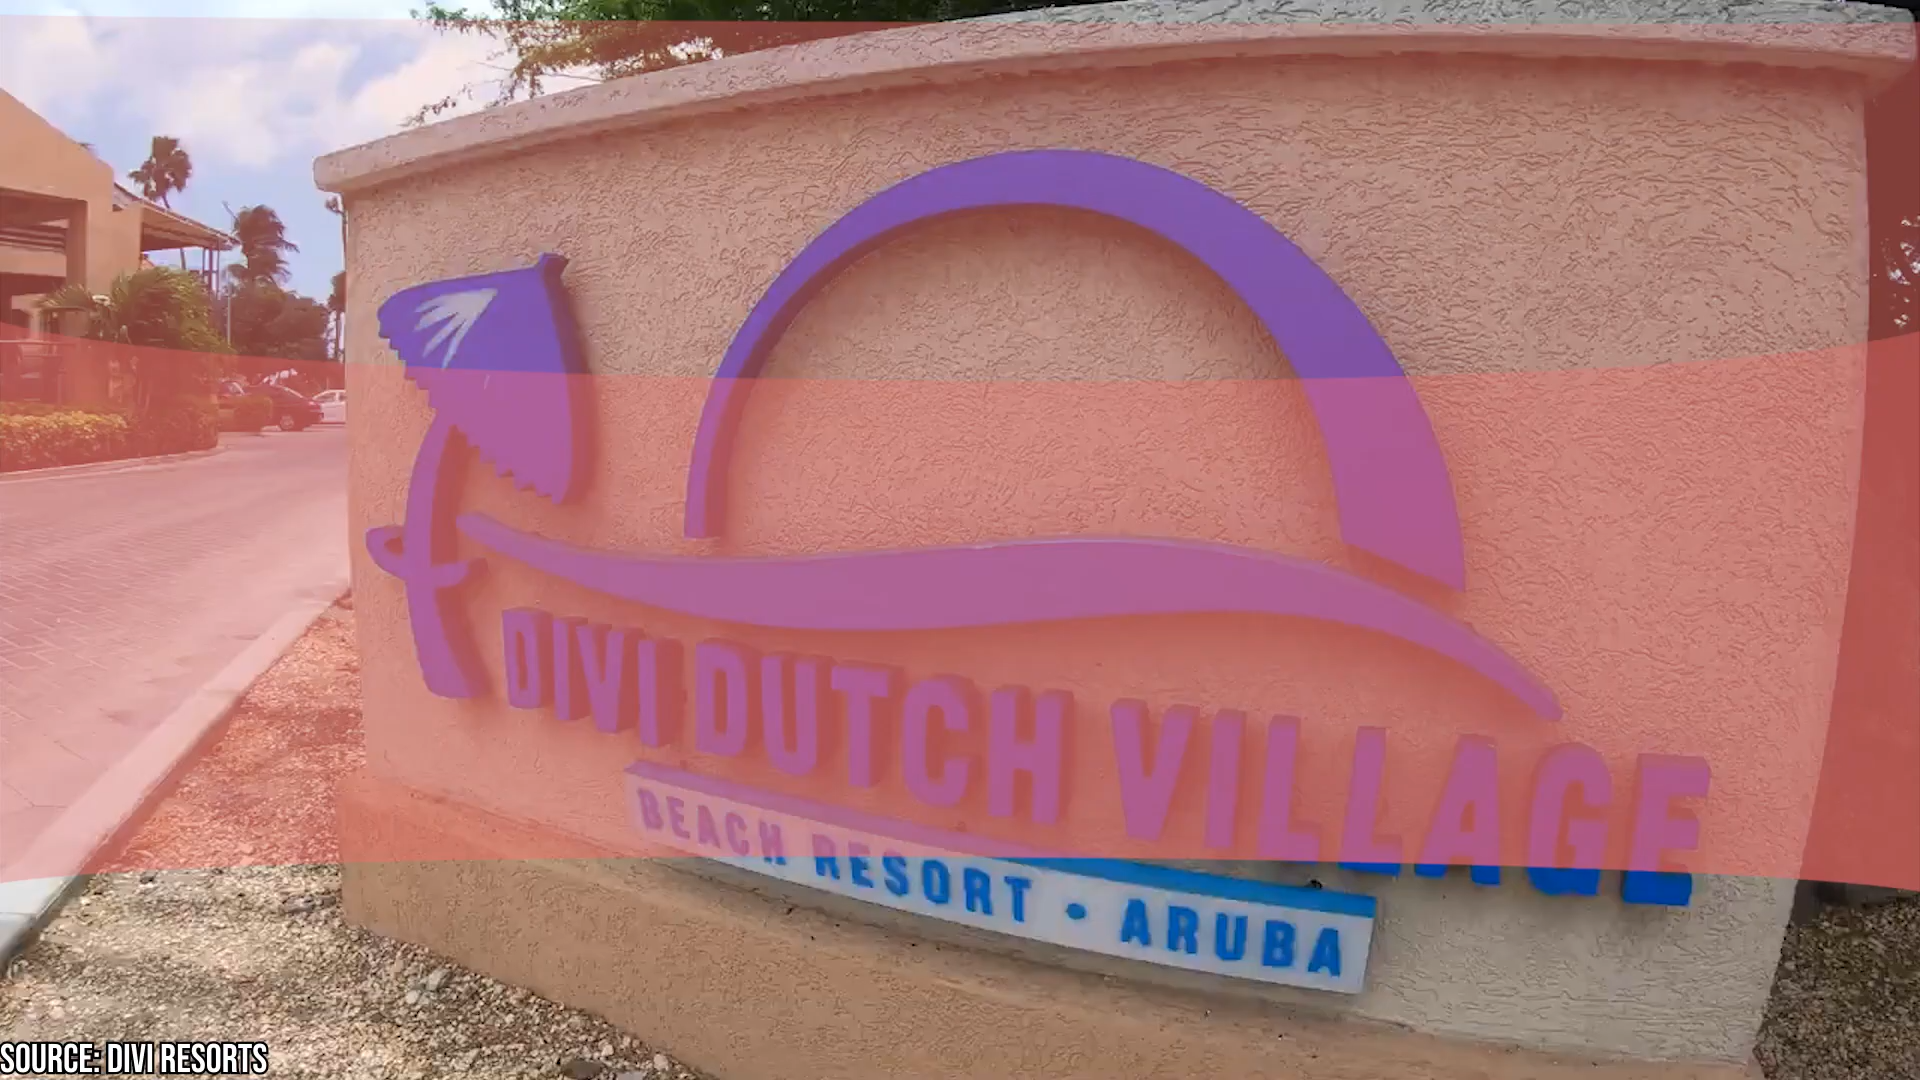 DIVI DUTCH VILLAGE
BEACH RESORT • ARUBA
SOURCE: DIVI RESORTS